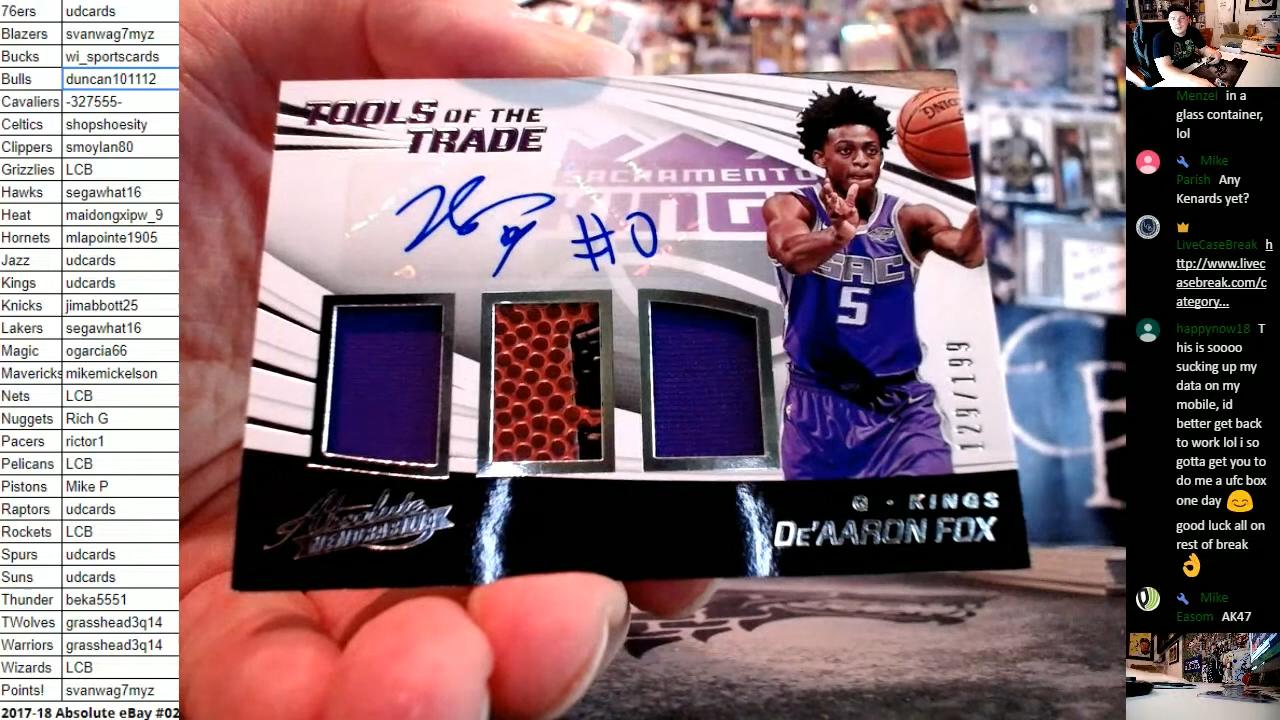 76ers udcards
Blazers svanwag7myz
Bucks wi_sportscards
Bulls duncan101112
Cavaliers -327555-
Celtics shopshoesity
Clippers smoylan80
Grizzlies LCB
Hawks segawhat16
Heat maidongxipw_9
Hornets mlapointe1905
Jazz udcards
Kings udcards
Knicks jimabbott25
Lakers segawhat16
Magic ogarcia66
Mavericks mikemickelson
Nets LCB
Nuggets Rich G
Pacers rictor1
Pelicans LCB
Pistons Mike P
Raptors udcards
Rockets LCB
Spurs udcards
Suns udcards
Thunder beka5551
TWolves grasshead3q14
Warriors grasshead3q14
Wizards LCB
Points! svanwag7myz
2017-18 Absolute eBay #02
TOOLS OF THE
TRADE
SACRAMENTO
KINGS
#0
SAC
5
129/199
Absolute
MEMORABILIA
G - KINGS
DE'AARON FOX
Menzel in a
glass container,
lol
Mike
Parish Any
Kenards yet?
LiveCaseBreak h
ttp://www.livec
asebreak.com/c
ategory...
happynow18 T
his is soooo
sucking up my
data on my
mobile, id
better get back
to work lol i so
gotta get you to
do me a ufc box
one day 😊
good luck all on
rest of break
👌
Mike
Easom AK47